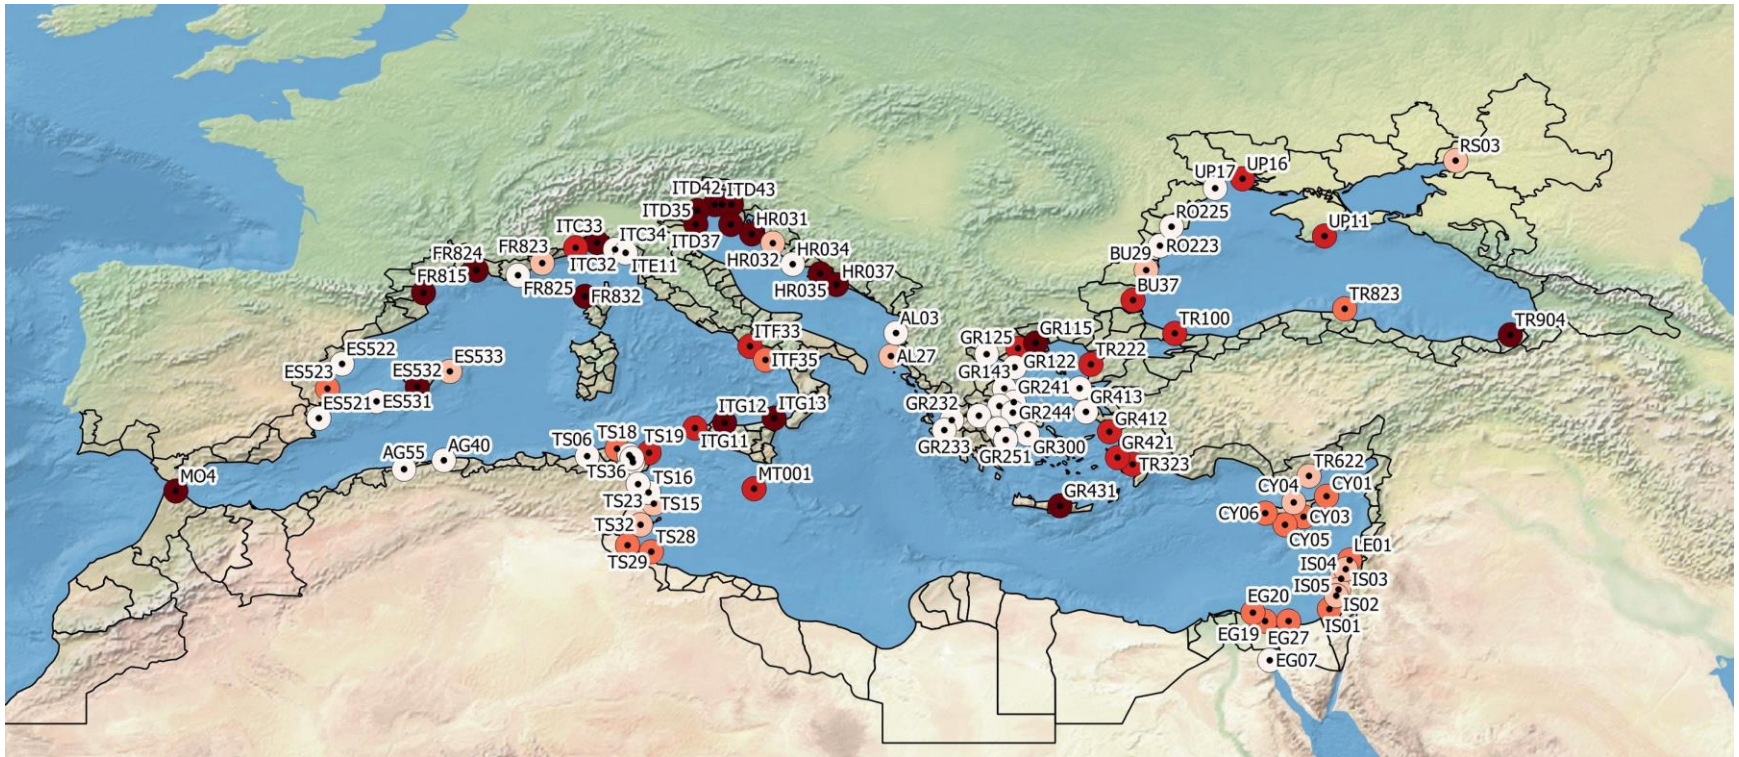 RS03
UP17
UP16
ITD42
ITD43
ITD35
RO225
HR031
ITC33
ITC34
UP11
ITD37
FR823
HR034
RO223
FR824
HR032
BU29
ITC32
ITE11
HR037
FR815
FR825
HR035
BU37
FR832
TR823
AL03
TR100
TR904
ITF33
GR125
GR115
ES522
AL27
TR222
ES533
ITF35
GR122
ES523
ES532
GR143
GR241
GR413
ES521
ES531
ITG12
ITG13
GR232
GR244
GR412
TS18
TS19
ITG11
GR233
GR300
GR421
AG55
AG40
TS06
GR251
TR323
MO4
TS36
TS16
MT001
TR622
GR431
CY04
CY01
TS23
TS15
CY06
CY03
TS32
TS28
CY05
LE01
TS29
IS04
IS03
IS05
EG20
IS02
IS01
EG19
EG27
EG07